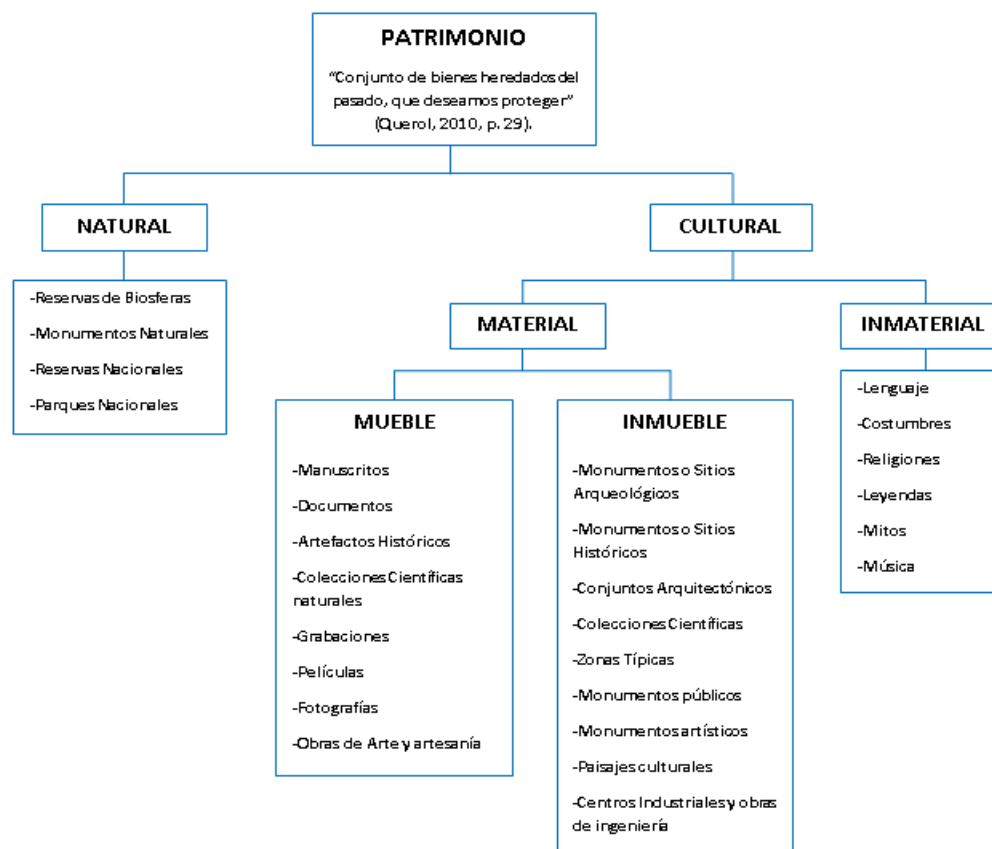 PATRIMONIO
“Conjunto de bienes heredados del
pasado, que deseamos proteger”
(Querol, 2010, p. 29).
NATURAL
CULTURAL
-Reservas de Biosferas
-Monumentos Naturales
-Reservas Nacionales
-Parques Nacionales
MATERIAL
INMATERIAL
MUEBLE
-Manuscritos
-Documentos
-Artefactos Históricos
-Colecciones Científicas
naturales
-Grabaciones
-Películas
-Fotografías
-Obras de Arte y artesanía
INMUEBLE
-Monumentos o Sitios
Arqueológicos
-Monumentos o Sitios
Históricos
-Conjuntos Arquitectónicos
-Colecciones Científicas
-Zonas Típicas
-Monumentos públicos
-Monumentos artísticos
-Paisajes culturales
-Centros Industriales y obras
de ingeniería
-Lenguaje
-Costumbres
-Religiones
-Leyendas
-Mitos
-Música